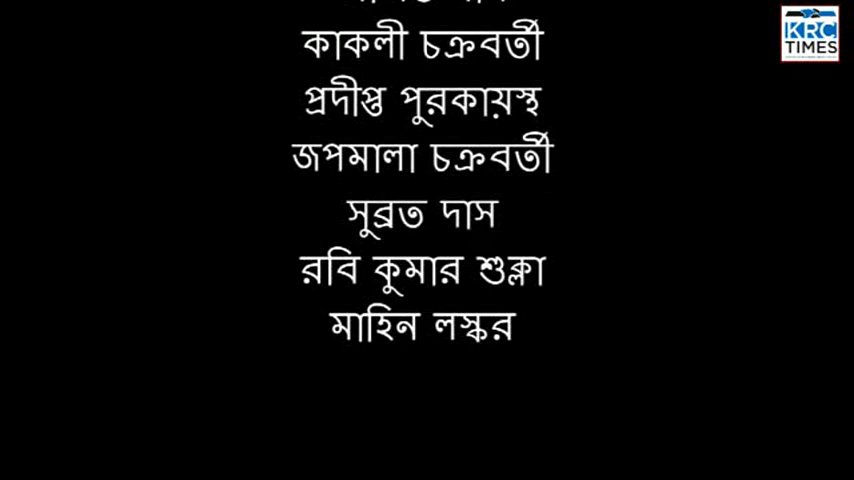 কাকলী চক্রবর্তী
প্রদীপ্ত পুরকায়স্থ
জপমালা চক্রবর্তী
সুব্রত দাস
রবি কুমার শুক্লা
মাহিন লস্কর
KRC
TIMES